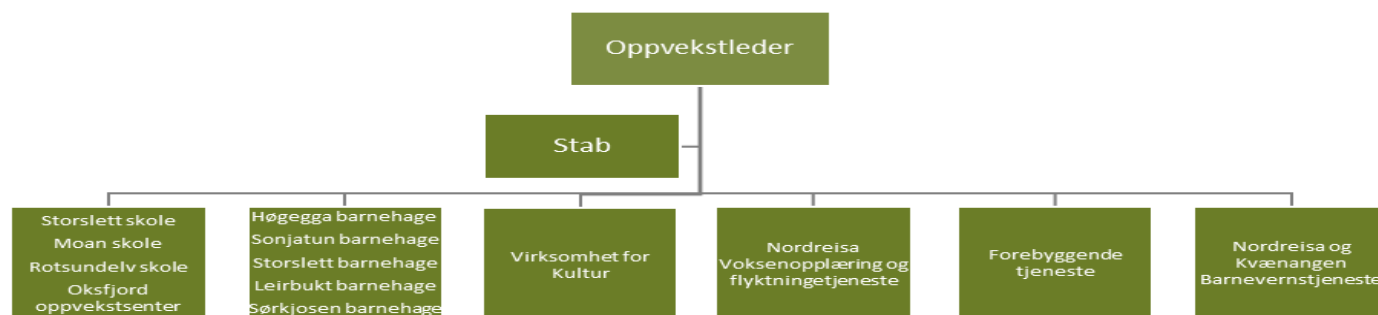 Oppvekstleder
Stab
Storslett skole
Moan skole
Rotsundelv skole
Oksfjord
oppvekstsenter
Høgegga barnehage
Sonjatun barnehage
Storslett barnehage
Leirbukt barnehage
Sørkjosen barnehage
Virksomhet for
Kultur
Nordreisa
Voksenopplæring og
flyktningetjeneste
Forebyggende
tjeneste
Nordreisa og
Kvænangen
Barnevernstjeneste